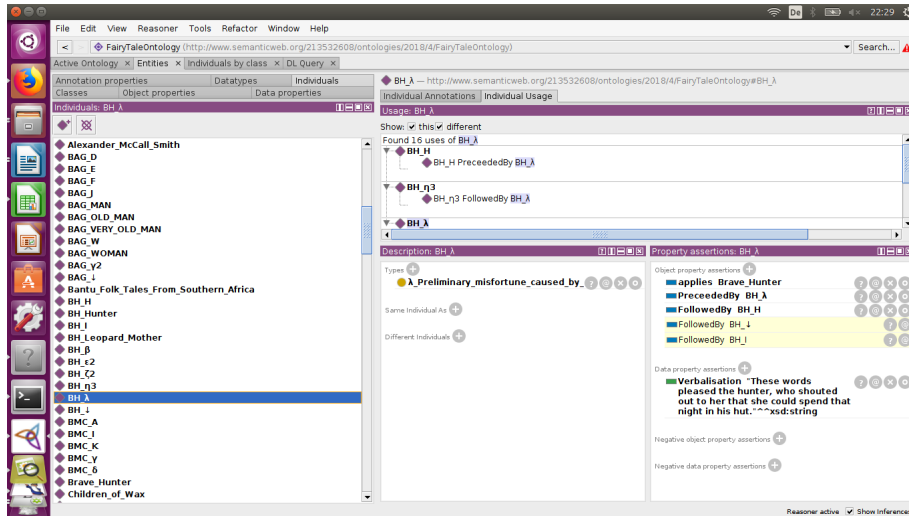 De 22:29
File Edit View Reasoner Tools Refactor Window Help
< FairyTaleOntology (http://www.semanticweb.org/213532608/ontologies/2018/4/FairyTaleOntology) Search...
Active Ontology × Entities × Individuals by class × DL Query ×
Annotation properties Datatypes Individuals
Classes Object properties Data properties
Individuals: BH_λ
Alexander_McCall_Smith
BAG_D
BAG_E
BAG_F
BAG_J
BAG_MAN
BAG_OLD_MAN
BAG_VERY_OLD_MAN
BAG_W
BAG_WOMAN
BAG_γ2
BAG_↓
Bantu_Folk_Tales_From_Southern_Africa
BH_H
BH_Hunter
BH_I
BH_Leopard_Mother
BH_β
BH_ε2
BH_ζ2
BH_η3
BH_λ
BH_↓
BMC_A
BMC_I
BMC_K
BMC_γ
BMC_δ
Brave_Hunter
Children_of_Wax
BH_λ — http://www.semanticweb.org/213532608/ontologies/2018/4/FairyTaleOntology#BH_λ
Individual Annotations Individual Usage
Usage: BH_λ
Show: this different
Found 16 uses of BH_λ
BH_H
BH_H PreceededBy BH_λ
BH_η3
BH_η3 FollowedBy BH_λ
BH_λ
Description: BH_λ
Types
λ_Preliminary_misfortune_caused_by_
Same Individual As
Different Individuals
Property assertions: BH_λ
Object property assertions
applies Brave_Hunter
PreceededBy BH_λ
FollowedBy BH_H
FollowedBy BH_↓
FollowedBy BH_I
Data property assertions
Verbalisation "These words
pleased the hunter, who shouted
out to her that she could spend that
night in his hut."^^xsd:string
Negative object property assertions
Negative data property assertions
Reasoner active Show Inferences